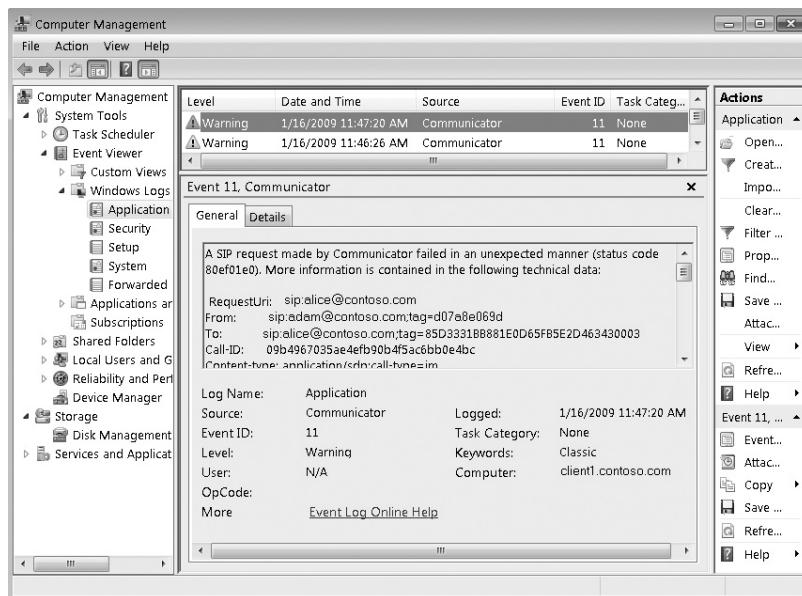 Computer Management
File Action View Help
Computer Management
System Tools
Task Scheduler
Event Viewer
Custom Views
Windows Logs
Application
Security
Setup
System
Forwarded
Applications ar
Subscriptions
Shared Folders
Local Users and G
Reliability and Perf
Device Manager
Storage
Disk Management
Services and Applicat
Level Date and Time Source Event ID Task Categ...
Warning 1/16/2009 11:47:20 AM Communicator 11 None
Warning 1/16/2009 11:46:26 AM Communicator 11 None
Event 11, Communicator
General Details
A SIP request made by Communicator failed in an unexpected manner (status code
80ef01e0). More information is contained in the following technical data:
RequestUri: sip:alice@contoso.com
From: sip:adam@contoso.com;tag=d07a8e069d
To: sip:alice@contoso.com;tag=85D3331BB881E0D65FB5E2D463430003
Call-ID: 09b4967035ae4efb90b4f5ac6bb0e4bc
Content-type: application/sdp;call-type=im
Log Name: Application
Source: Communicator Logged: 1/16/2009 11:47:20 AM
Event ID: 11 Task Category: None
Level: Warning Keywords: Classic
User: N/A Computer: client1.contoso.com
OpCode:
More Event Log Online Help
Actions
Application
Open...
Creat...
Impo...
Clear...
Filter ...
Prop...
Find...
Save ...
Attac...
View
Refre...
Help
Event 11, ...
Event...
Attac...
Copy
Save ...
Refre...
Help